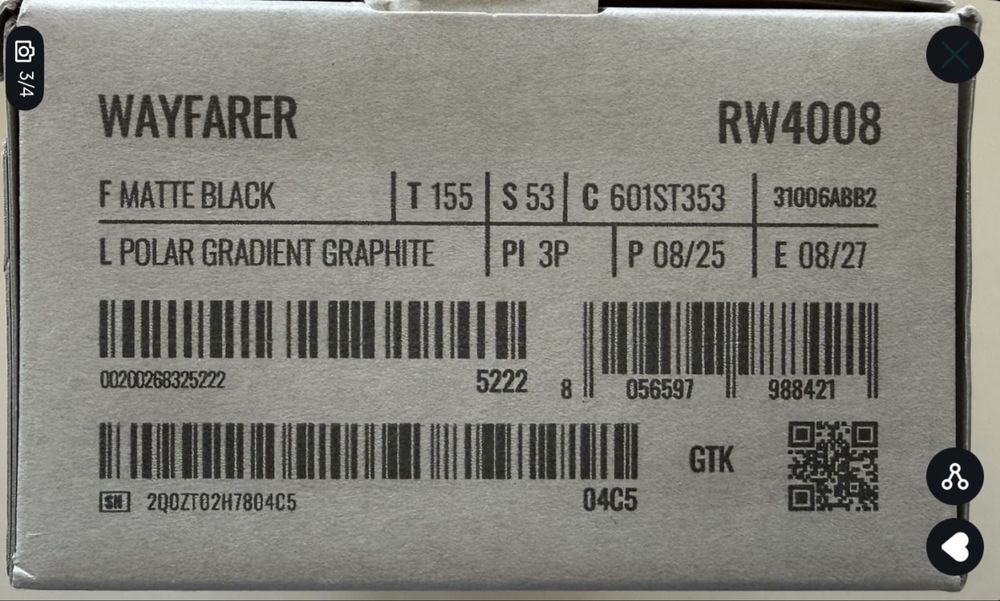 3/4
WAYFARER RW4008
F MATTE BLACK T 155 S 53 C 601ST353 31006ABB2
L POLAR GRADIENT GRAPHITE PI 3P P 08/25 E 08/27
00200268325222 5222 8 056597 988421
GTK
SN 2Q0ZT02H7804C5 04C5